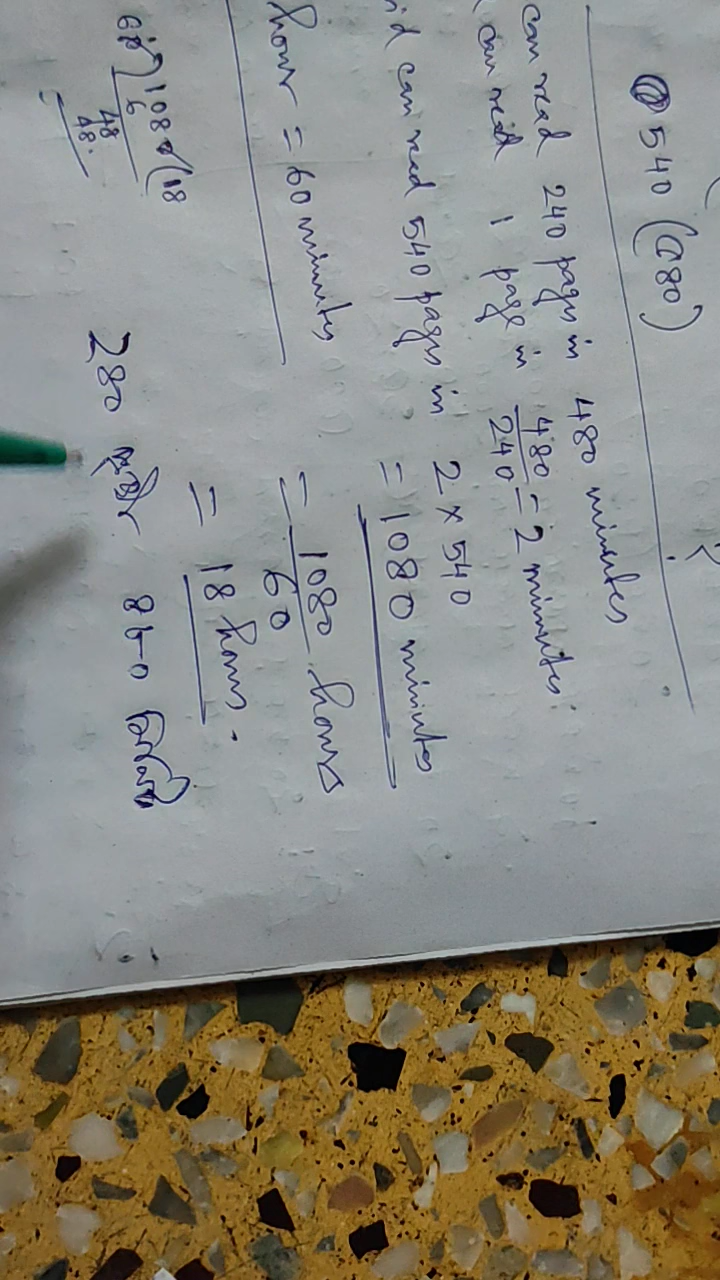 540 (
can read 240 pages in 480 minutes
can read 1 page in 480/240 = 2 minutes
id can read 540 pages in 2 × 540
= 1080 minutes
hour = 60 minutes
= 1080/60 hours
= 18 hours.
60) 1080 (18
6
48
48
280